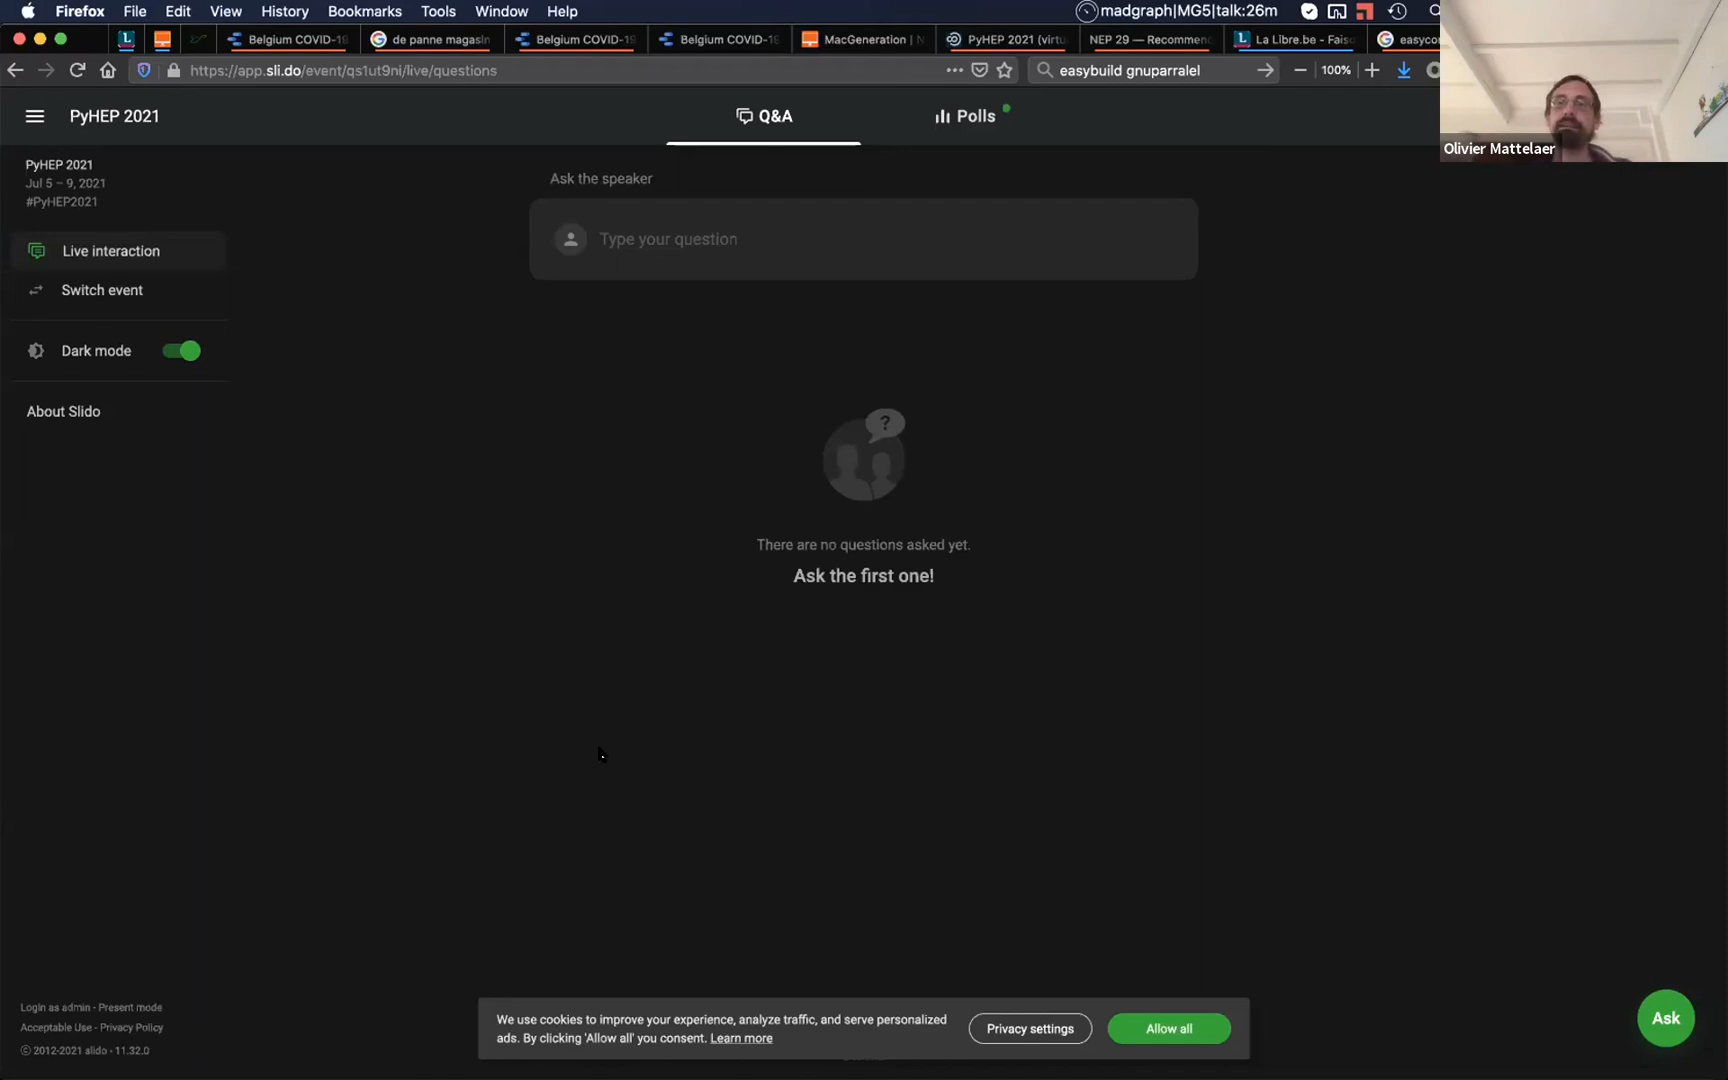 Firefox File Edit View History Bookmarks Tools Window Help madgraph|MG5|talk:26m
Belgium COVID-19 de panne magasin Belgium COVID-19 Belgium COVID-19 MacGeneration | PyHEP 2021 (virtu NEP 29 — Recommen La Libre.be - Faiso easycon
https://app.sli.do/event/qs1ut9ni/live/questions easybuild gnuparralel 100%
PyHEP 2021 Q&A Polls
Olivier Mattelaer
PyHEP 2021
Jul 5 – 9, 2021
#PyHEP2021
Live interaction
Switch event
Dark mode
About Slido
Ask the speaker
Type your question
?
There are no questions asked yet.
Ask the first one!
Login as admin - Present mode
Acceptable Use - Privacy Policy
© 2012-2021 slido - 11.32.0
We use cookies to improve your experience, analyze traffic, and serve personalized
ads. By clicking 'Allow all' you consent. Learn more
Privacy settings
Allow all
Ask